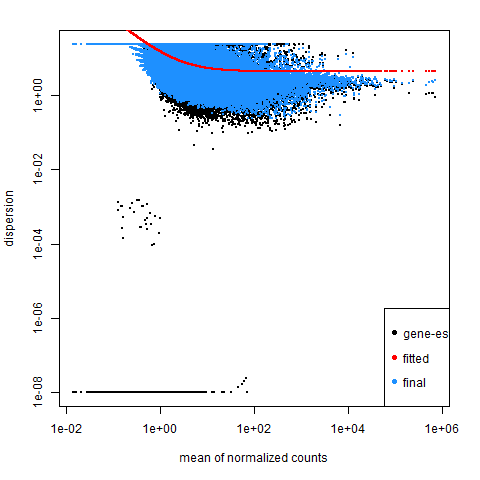 1e+00
1e-02
1e-04
1e-06
1e-08
dispersion
gene-es
fitted
final
1e-02
1e+00
1e+02
1e+04
1e+06
mean of normalized counts